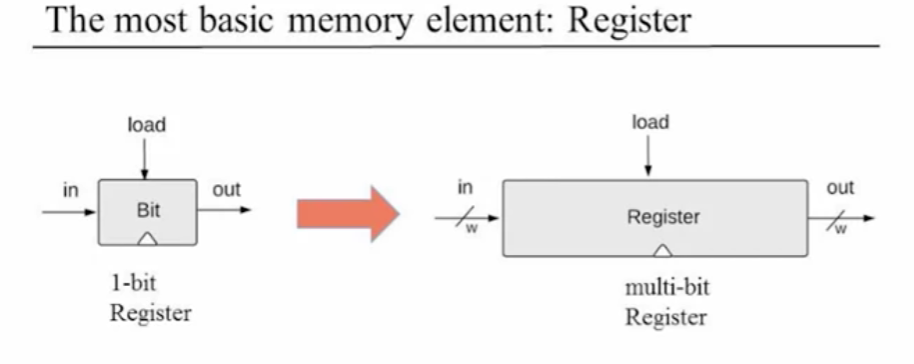 The most basic memory element: Register
load
in
out
Bit
1-bit
Register
load
in
out
w
Register
w
multi-bit
Register